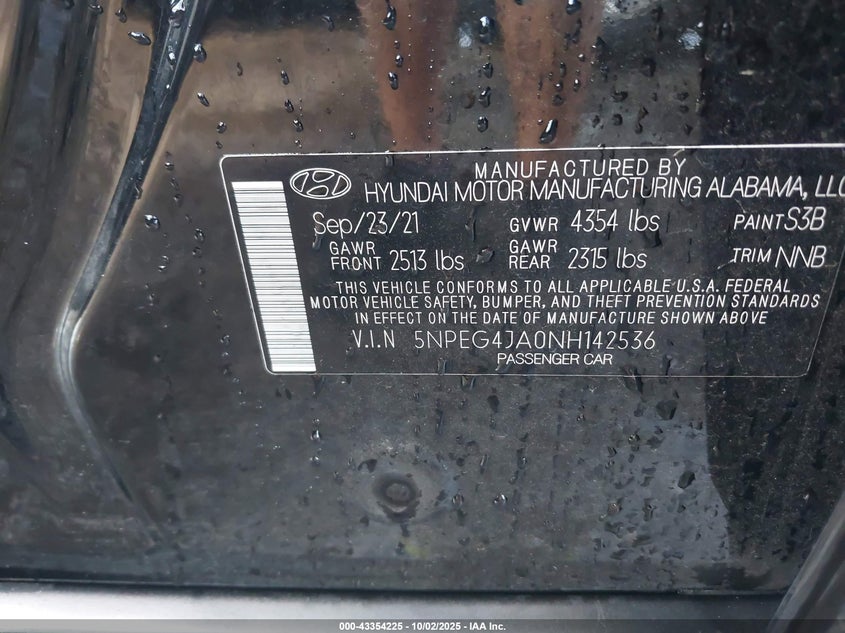 MANUFACTURED BY
HYUNDAI MOTOR MANUFACTURING ALABAMA, LLC
Sep/23/21 GVWR 4354 lbs PAINT S3B
GAWR FRONT 2513 lbs GAWR REAR 2315 lbs TRIM NNB
THIS VEHICLE CONFORMS TO ALL APPLICABLE U.S.A. FEDERAL
MOTOR VEHICLE SAFETY, BUMPER, AND THEFT PREVENTION STANDARDS
IN EFFECT ON THE DATE OF MANUFACTURE SHOWN ABOVE
V.I.N 5NPEG4JA0NH142536
PASSENGER CAR
000-43354225 - 10/02/2025 - IAA Inc.